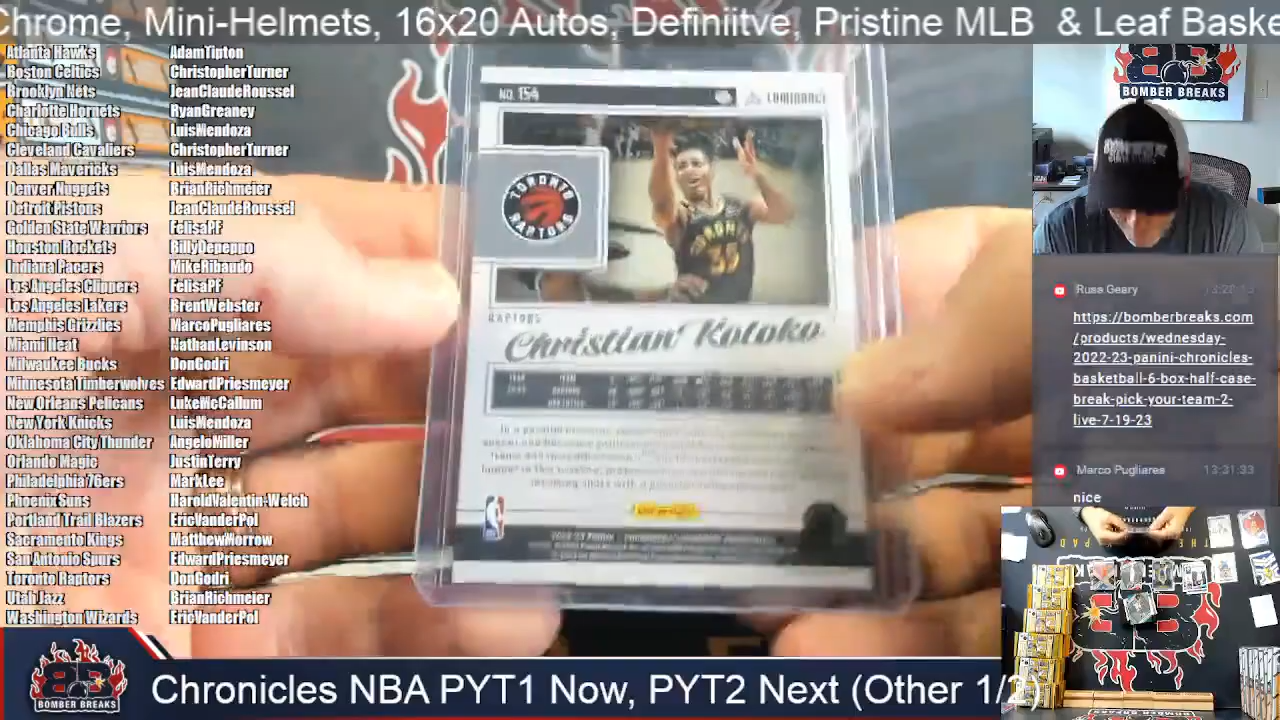 Chrome, Mini-Helmets, 16x20 Autos, Definiitve, Pristine MLB & Leaf Baske
Atlanta Hawks AdamTipton
Boston Celtics ChristopherTurner
Brooklyn Nets JeanClaudeRoussel
Charlotte Hornets RyanGreaney
Chicago Bulls LuisMendoza
Cleveland Cavaliers ChristopherTurner
Dallas Mavericks LuisMendoza
Denver Nuggets BrianRichmeier
Detroit Pistons JeanClaudeRoussel
Golden State Warriors FelisaPF
Houston Rockets BillyDepeppo
Indiana Pacers MikeRibaudo
Los Angeles Clippers FelisaPF
Los Angeles Lakers BrentWebster
Memphis Grizzlies MarcoPugliares
Miami Heat NathanLevinson
Milwaukee Bucks DonGodri
Minnesota Timberwolves EdwardPriesmeyer
New Orleans Pelicans LukeMcCallum
New York Knicks LuisMendoza
Oklahoma City Thunder AngeloMiller
Orlando Magic JustinTerry
Philadelphia 76ers MarkLee
Phoenix Suns HaroldValentin-Welch
Portland Trail Blazers EricVanderPol
Sacramento Kings MatthewMorrow
San Antonio Spurs EdwardPriesmeyer
Toronto Raptors DonGodri
Utah Jazz BrianRichmeier
Washington Wizards EricVanderPol
NO. 154
LUMINANCE
TORONTO
RAPTORS
35
RAPTORS
Christian Koloko
BOMBER BREAKS
Russ Geary 13:20:13
https://bomberbreaks.com
/products/wednesday-
2022-23-panini-chronicles-
basketball-6-box-half-case-
break-pick-your-team-2-
live-7-19-23
Marco Pugliares 13:31:33
nice
BOMBER BREAKS
Chronicles NBA PYT1 Now, PYT2 Next (Other 1/2)